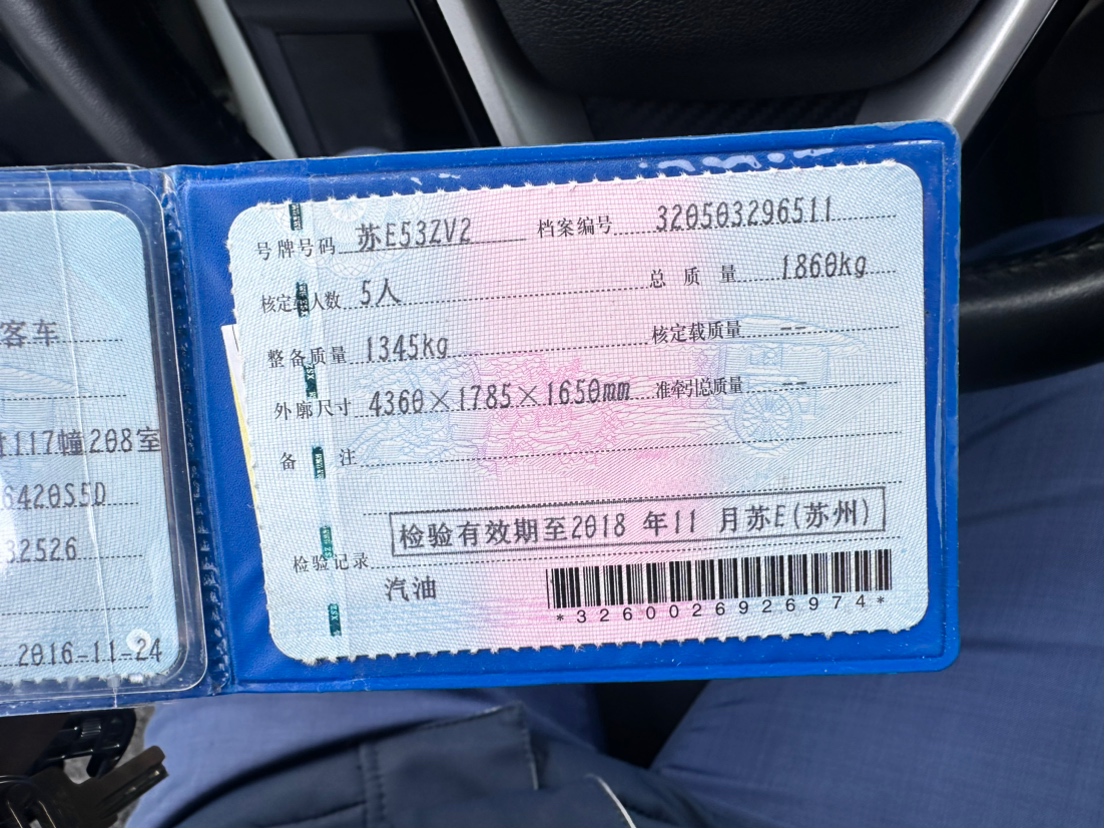 客车
117幢208室
6420S5D
32526
2016-11-24
号牌号码 苏E53ZV2 档案编号 320503296511
核定载人数 5人 总质量 1860kg
整备质量 1345kg 核定载质量 --
外廓尺寸 4360×1785×1650mm 准牵引总质量 --
备注
检验有效期至2018 年11 月苏E(苏州)
检验记录
汽油
*3260026926974*